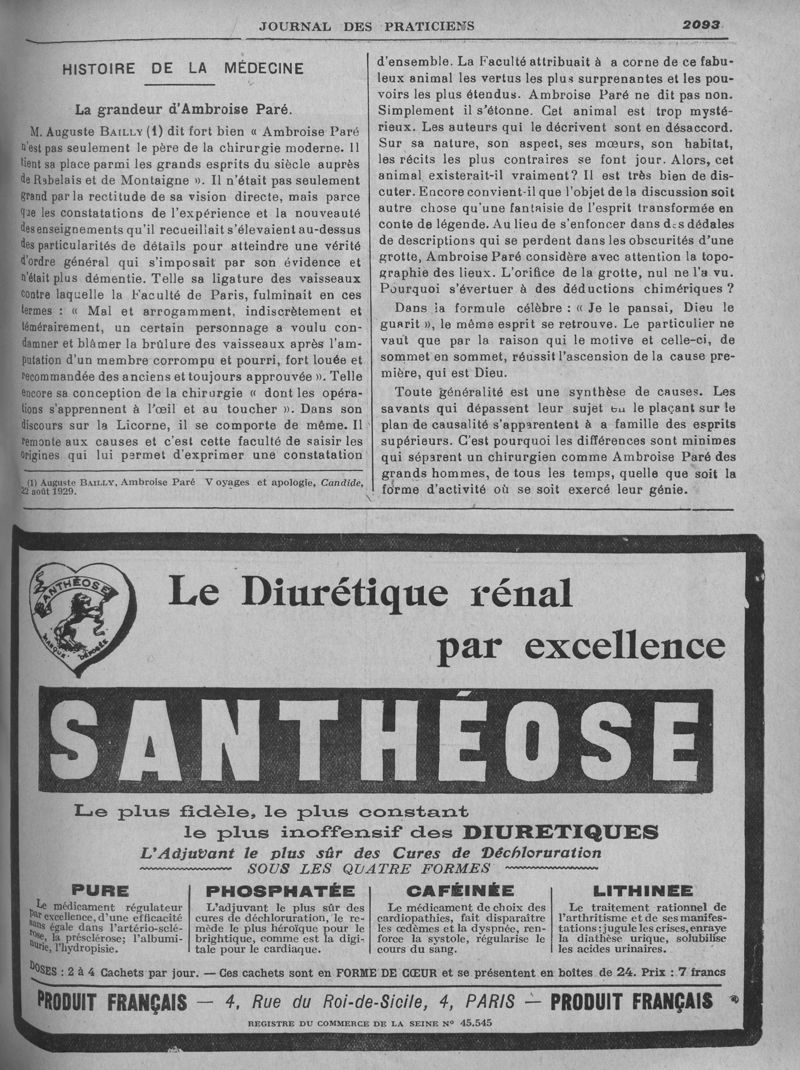 JOURNAL DES PRATICIENS 2093
HISTOIRE DE LA MÉDECINE
La grandeur d'Ambroise Paré.
M. Auguste BAILLY (1) dit fort bien « Ambroise Paré
n'est pas seulement le père de la chirurgie moderne. Il
tient sa place parmi les grands esprits du siècle auprès
de Rabelais et de Montaigne ». Il n'était pas seulement
grand par la rectitude de sa vision directe, mais parce
que les constatations de l'expérience et la nouveauté
des enseignements qu'il recueillait s'élevaient au-dessus
des particularités de détails pour atteindre une vérité
d'ordre général qui s'imposait par son évidence et
n'était plus démentie. Telle sa ligature des vaisseaux
contre laquelle la Faculté de Paris, fulminait en ces
termes : « Mal et arrogamment, indiscrètement et
témérairement, un certain personnage a voulu con-
damner et blâmer la brûlure des vaisseaux après l'am-
putation d'un membre corrompu et pourri, fort louée et
recommandée des anciens et toujours approuvée ». Telle
encore sa conception de la chirurgie « dont les opéra-
tions s'apprennent à l'œil et au toucher ». Dans son
discours sur la Licorne, il se comporte de même. Il
remonte aux causes et c'est cette faculté de saisir les
origines qui lui permet d'exprimer une constatation
(1) Auguste BAILLY, Ambroise Paré Voyages et apologie, Candide,
22 août 1929.
d'ensemble. La Faculté attribuait à a corne de ce fabu-
leux animal les vertus les plus surprenantes et les pou-
voirs les plus étendus. Ambroise Paré ne dit pas non.
Simplement il s'étonne. Cet animal est trop mysté-
rieux. Les auteurs qui le décrivent sont en désaccord.
Sur sa nature, son aspect, ses mœurs, son habitat,
les récits les plus contraires se font jour. Alors, cet
animal existerait-il vraiment? Il est très bien de dis-
cuter. Encore convient-il que l'objet de la discussion soit
autre chose qu'une fantaisie de l'esprit transformée en
conte de légende. Au lieu de s'enfoncer dans des dédales
de descriptions qui se perdent dans les obscurités d'une
grotte, Ambroise Paré considère avec attention la topo-
graphie des lieux. L'orifice de la grotte, nul ne l'a vu.
Pourquoi s'évertuer à des déductions chimériques ?
Dans la formule célèbre : « Je le pansai, Dieu le
guarit », le même esprit se retrouve. Le particulier ne
vaut que par la raison qui le motive et celle-ci, de
sommet en sommet, réussit l'ascension de la cause pre-
mière, qui est Dieu.
Toute généralité est une synthèse de causes. Les
savants qui dépassent leur sujet en le plaçant sur le
plan de causalité s'apparentent à a famille des esprits
supérieurs. C'est pourquoi les différences sont minimes
qui séparent un chirurgien comme Ambroise Paré des
grands hommes, de tous les temps, quelle que soit la
forme d'activité où se soit exercé leur génie.
SANTHÉOSE
MARQUE DÉPOSÉE
Le Diurétique rénal
par excellence
SANTHÉOSE
Le plus fidèle, le plus constant
le plus inoffensif des DIURETIQUES
L'Adjuvant le plus sûr des Cures de Déchloruration
SOUS LES QUATRE FORMES
PURE
Le médicament régulateur
par excellence, d'une efficacité
sans égale dans l'artério-sclé-
rose, la présclérose; l'albumi-
nurie, l'hydropisie.
PHOSPHATÉE
L'adjuvant le plus sûr des
cures de déchloruration, le re-
mède le plus héroïque pour le
brightique, comme est la digi-
tale pour le cardiaque.
CAFÉINÉE
Le médicament de choix des
cardiopathies, fait disparaître
les œdèmes et la dyspnée, ren-
force la systole, régularise le
cours du sang.
LITHINEE
Le traitement rationnel de
l'arthritisme et de ses manifes-
tations; jugule les crises, enraye
la diathèse urique, solubilise
les acides urinaires.
DOSES : 2 à 4 Cachets par jour. — Ces cachets sont en FORME DE CŒUR et se présentent en boîtes de 24. Prix : 7 francs
PRODUIT FRANÇAIS — 4, Rue du Roi-de-Sicile, 4, PARIS — PRODUIT FRANÇAIS
REGISTRE DU COMMERCE DE LA SEINE N° 45.545